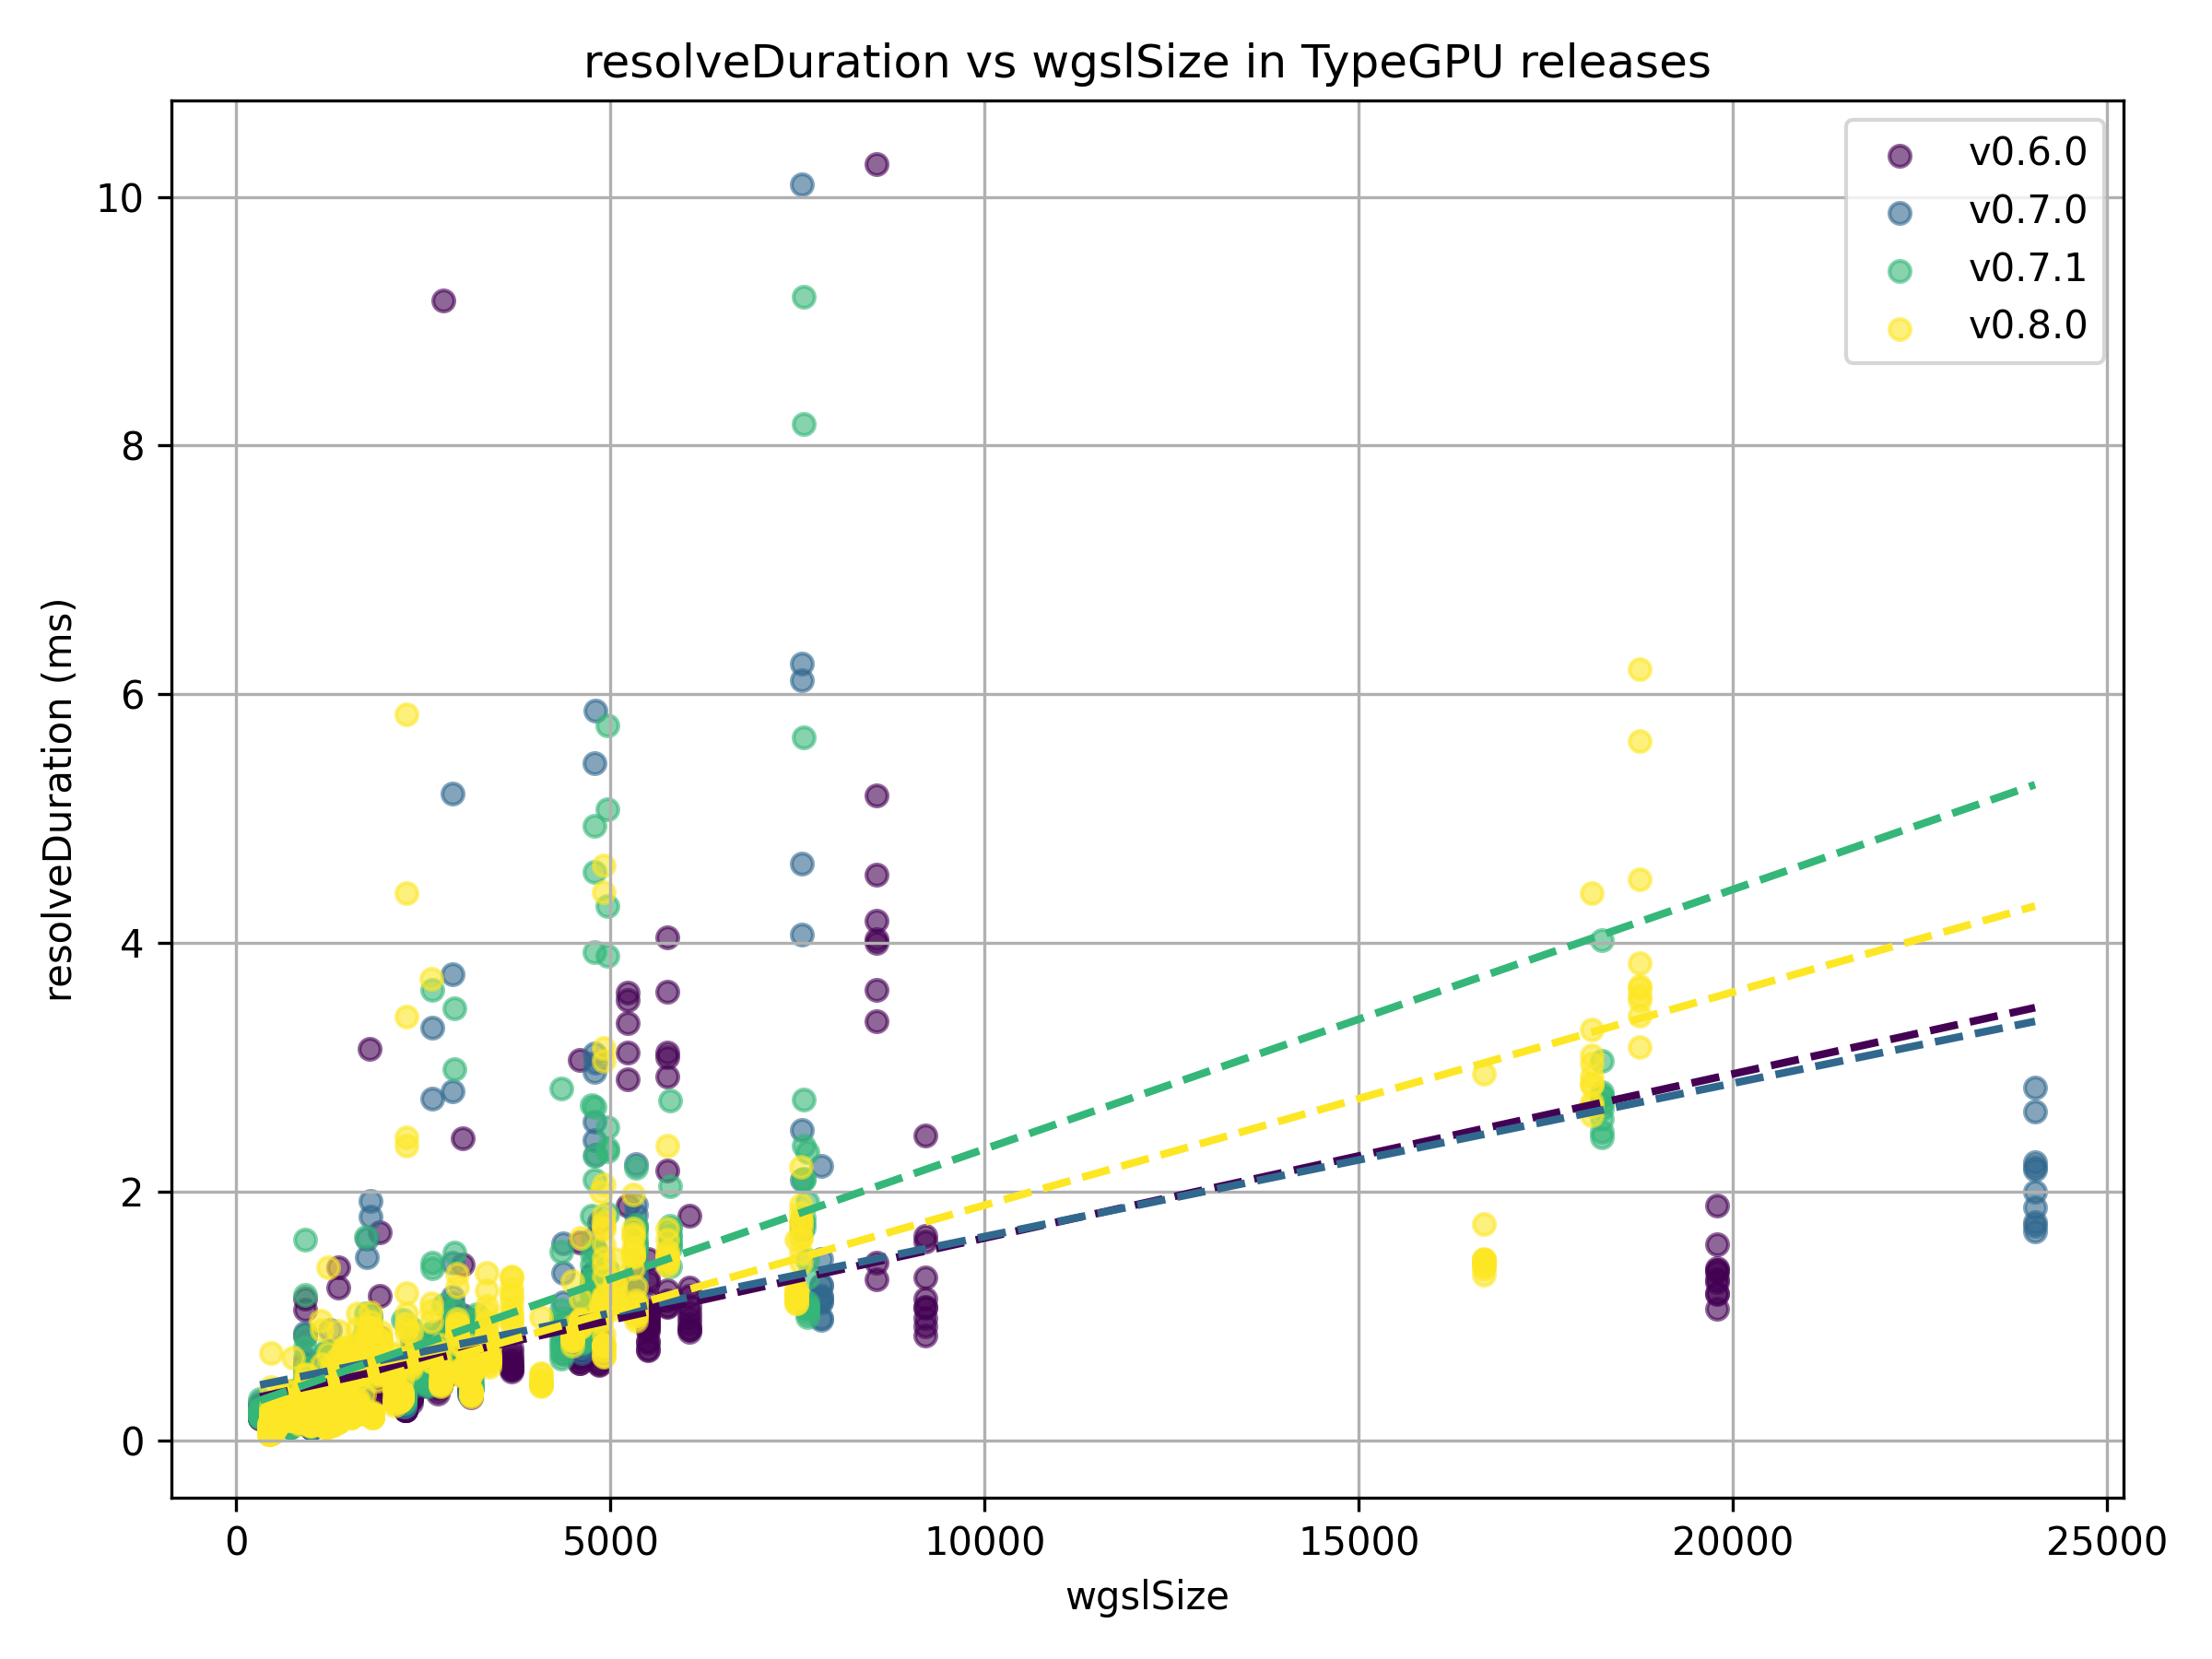 resolveDuration vs wgslSize in TypeGPU releases
v0.6.0
v0.7.0
v0.7.1
v0.8.0
10
8
6
4
2
0
resolveDuration (ms)
0 5000 10000 15000 20000 25000
wgslSize